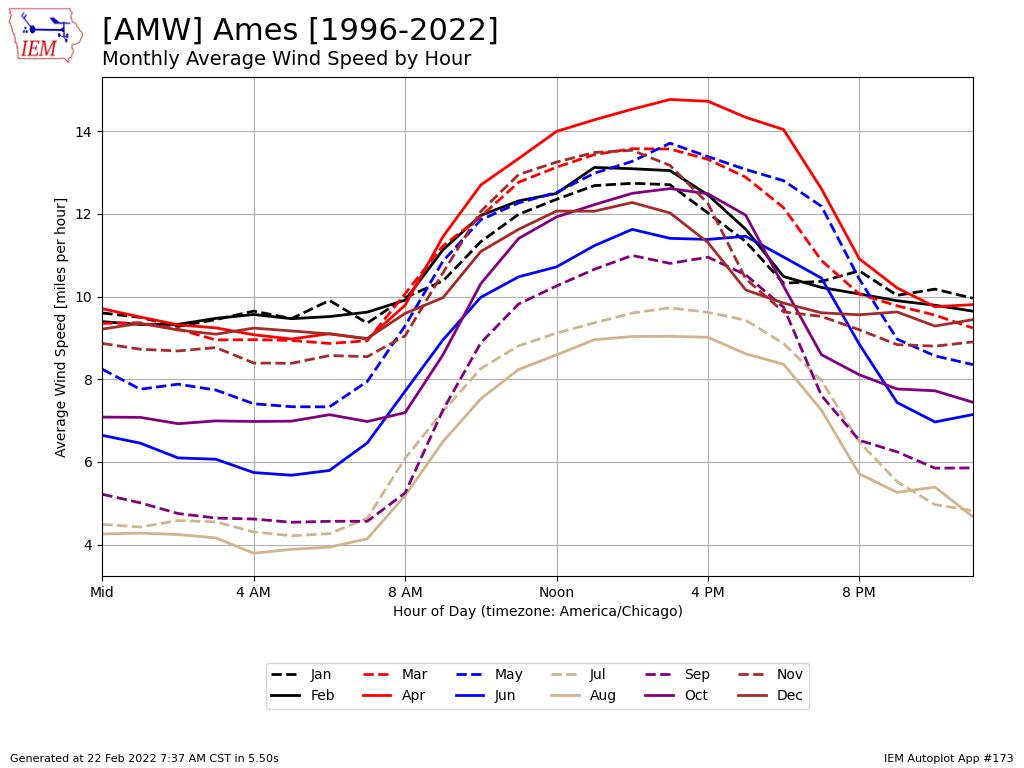 IEM
[AMW] Ames [1996-2022]
Monthly Average Wind Speed by Hour
Average Wind Speed [miles per hour]
14
12
10
8
6
4
Mid 4 AM 8 AM Noon 4 PM 8 PM
Hour of Day (timezone: America/Chicago)
Jan Mar May Jul Sep Nov
Feb Apr Jun Aug Oct Dec
Generated at 22 Feb 2022 7:37 AM CST in 5.50s
IEM Autoplot App #173